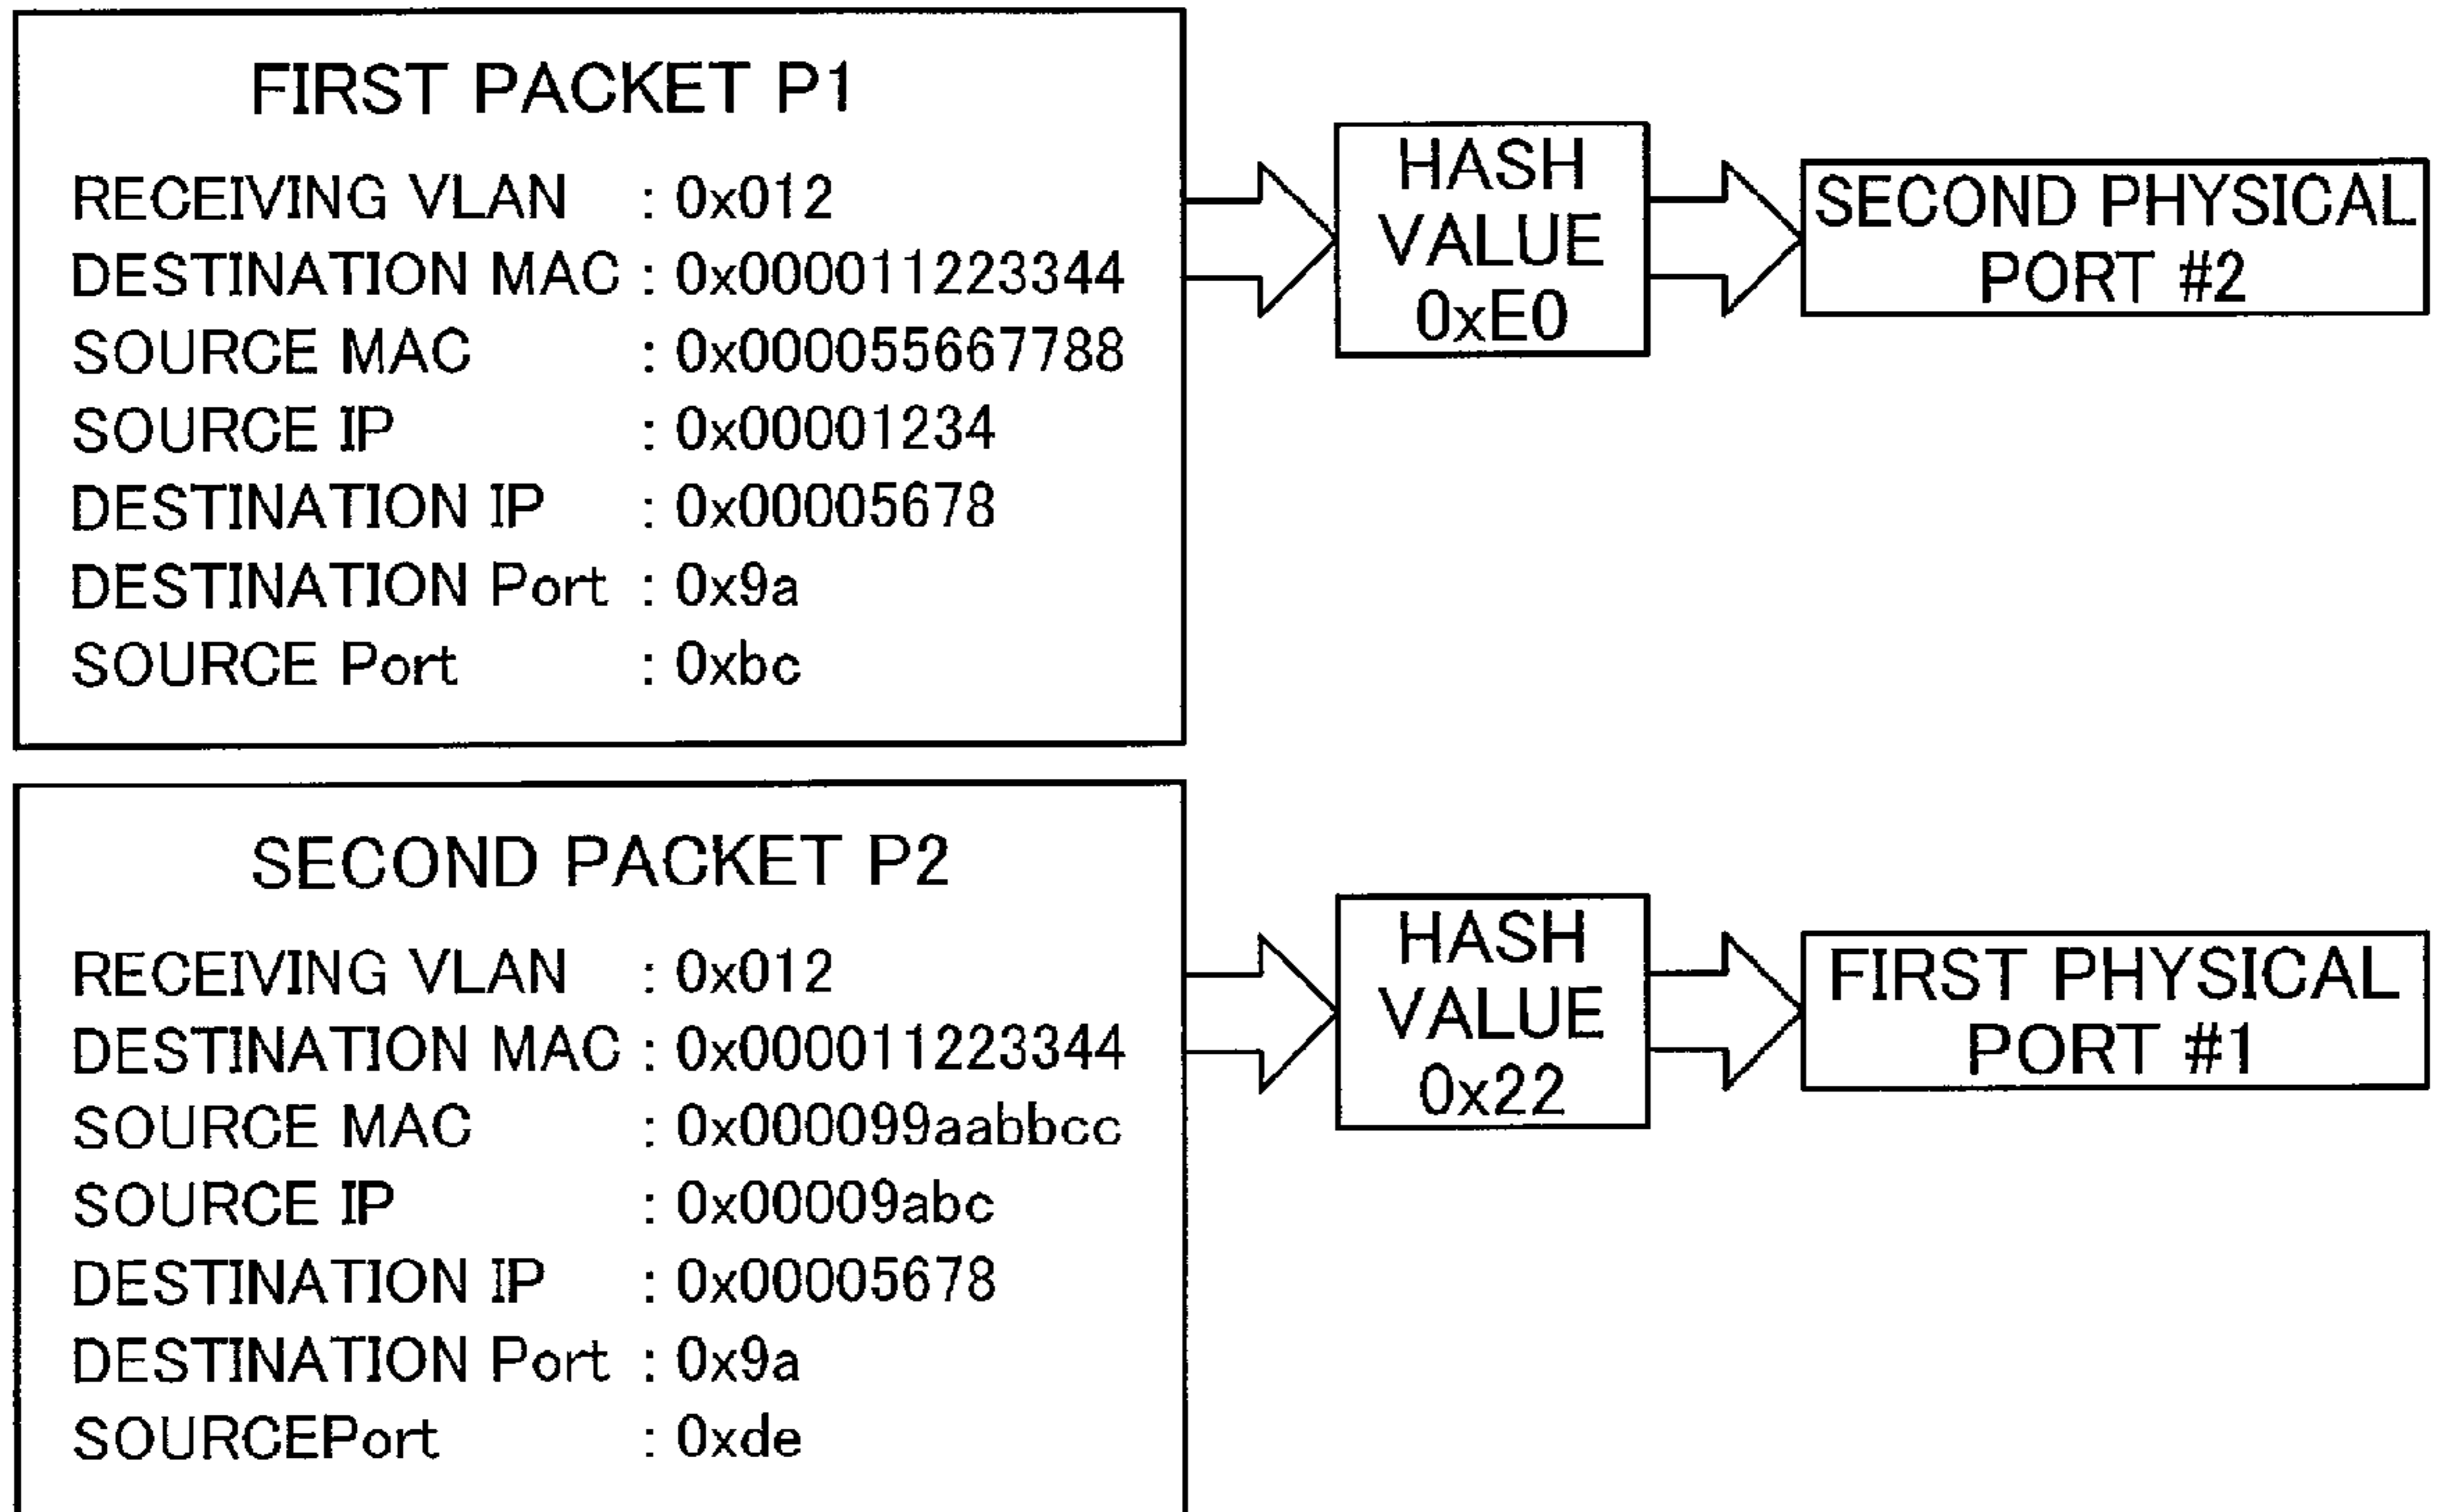 FIRST PACKET P1
RECEIVING VLAN : 0x012
DESTINATION MAC : 0x000011223344
SOURCE MAC : 0x000055667788
SOURCE IP : 0x00001234
DESTINATION IP : 0x00005678
DESTINATION Port : 0x9a
SOURCE Port : 0xbc
HASH
VALUE
0xE0
SECOND PHYSICAL
PORT #2
SECOND PACKET P2
RECEIVING VLAN : 0x012
DESTINATION MAC : 0x000011223344
SOURCE MAC : 0x000099aabbcc
SOURCE IP : 0x00009abc
DESTINATION IP : 0x00005678
DESTINATION Port : 0x9a
SOURCEPort : 0xde
HASH
VALUE
0x22
FIRST PHYSICAL
PORT #1